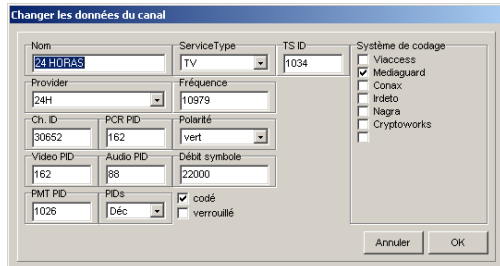 Changer les données du canal
Nom ServiceType TS ID Système de codage
24 HORAS TV 1034 Viaccess
Mediaguard
Provider Fréquence Conax
24H 10979 Irdeto
Nagra
Ch. ID PCR PID Polarité Cryptoworks
30652 162 vert
Video PID Audio PID Débit symbole
162 88 22000
PMT PID PIDs codé
1026 Déc verrouillé
Annuler OK